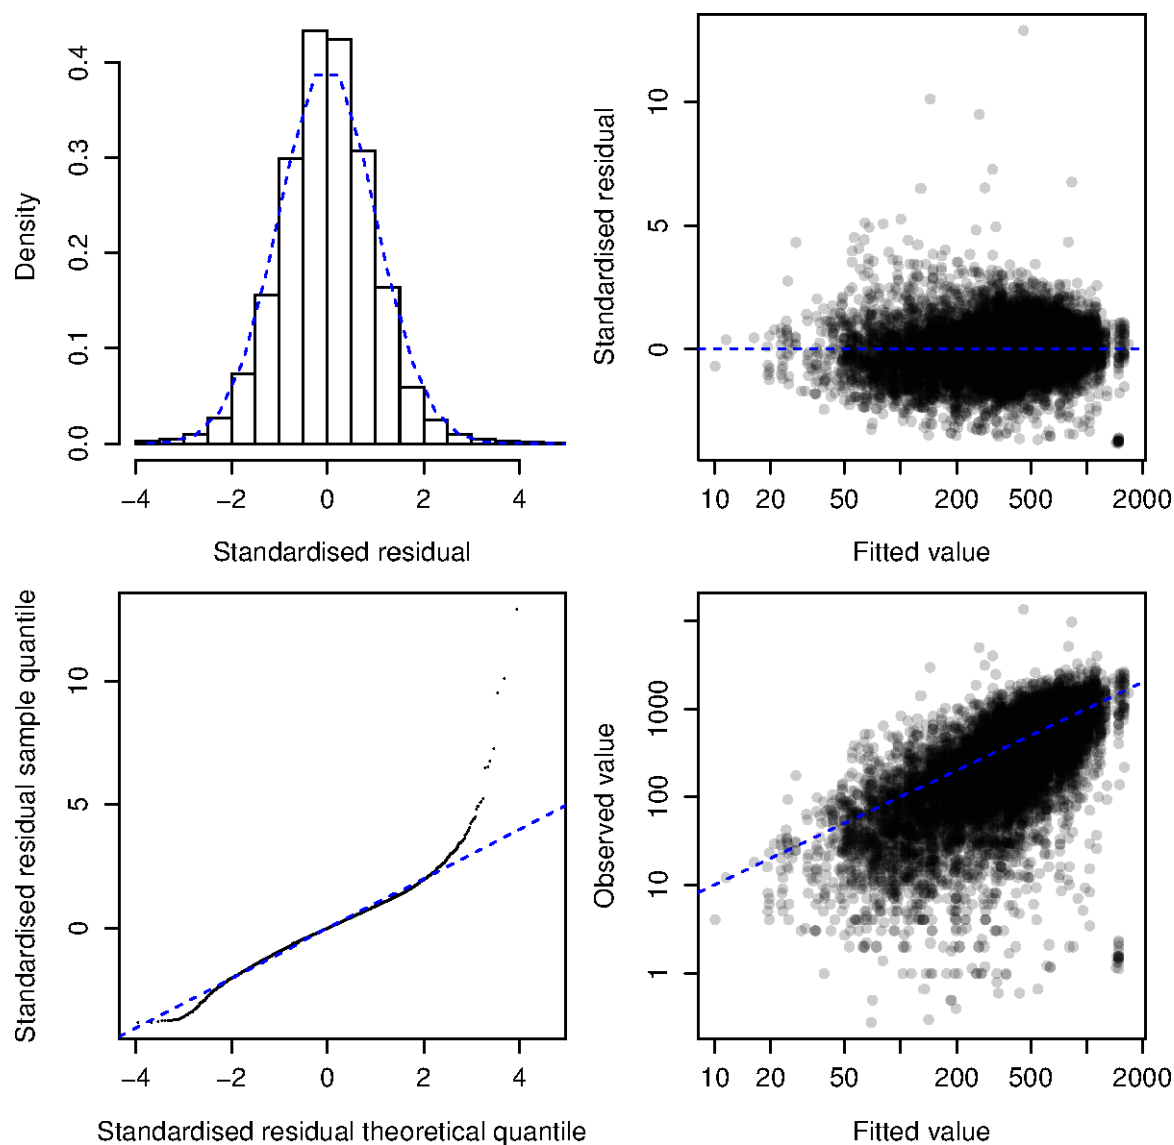 Density
0.0 0.1 0.2 0.3 0.4
−4 −2 0 2 4
Standardised residual
Standardised residual
0 5 10
10 20 50 200 500 2000
Fitted value
Standardised residual sample quantile
0 5 10
−4 −2 0 2 4
Standardised residual theoretical quantile
Observed value
1 10 100 1000
10 20 50 200 500 2000
Fitted value